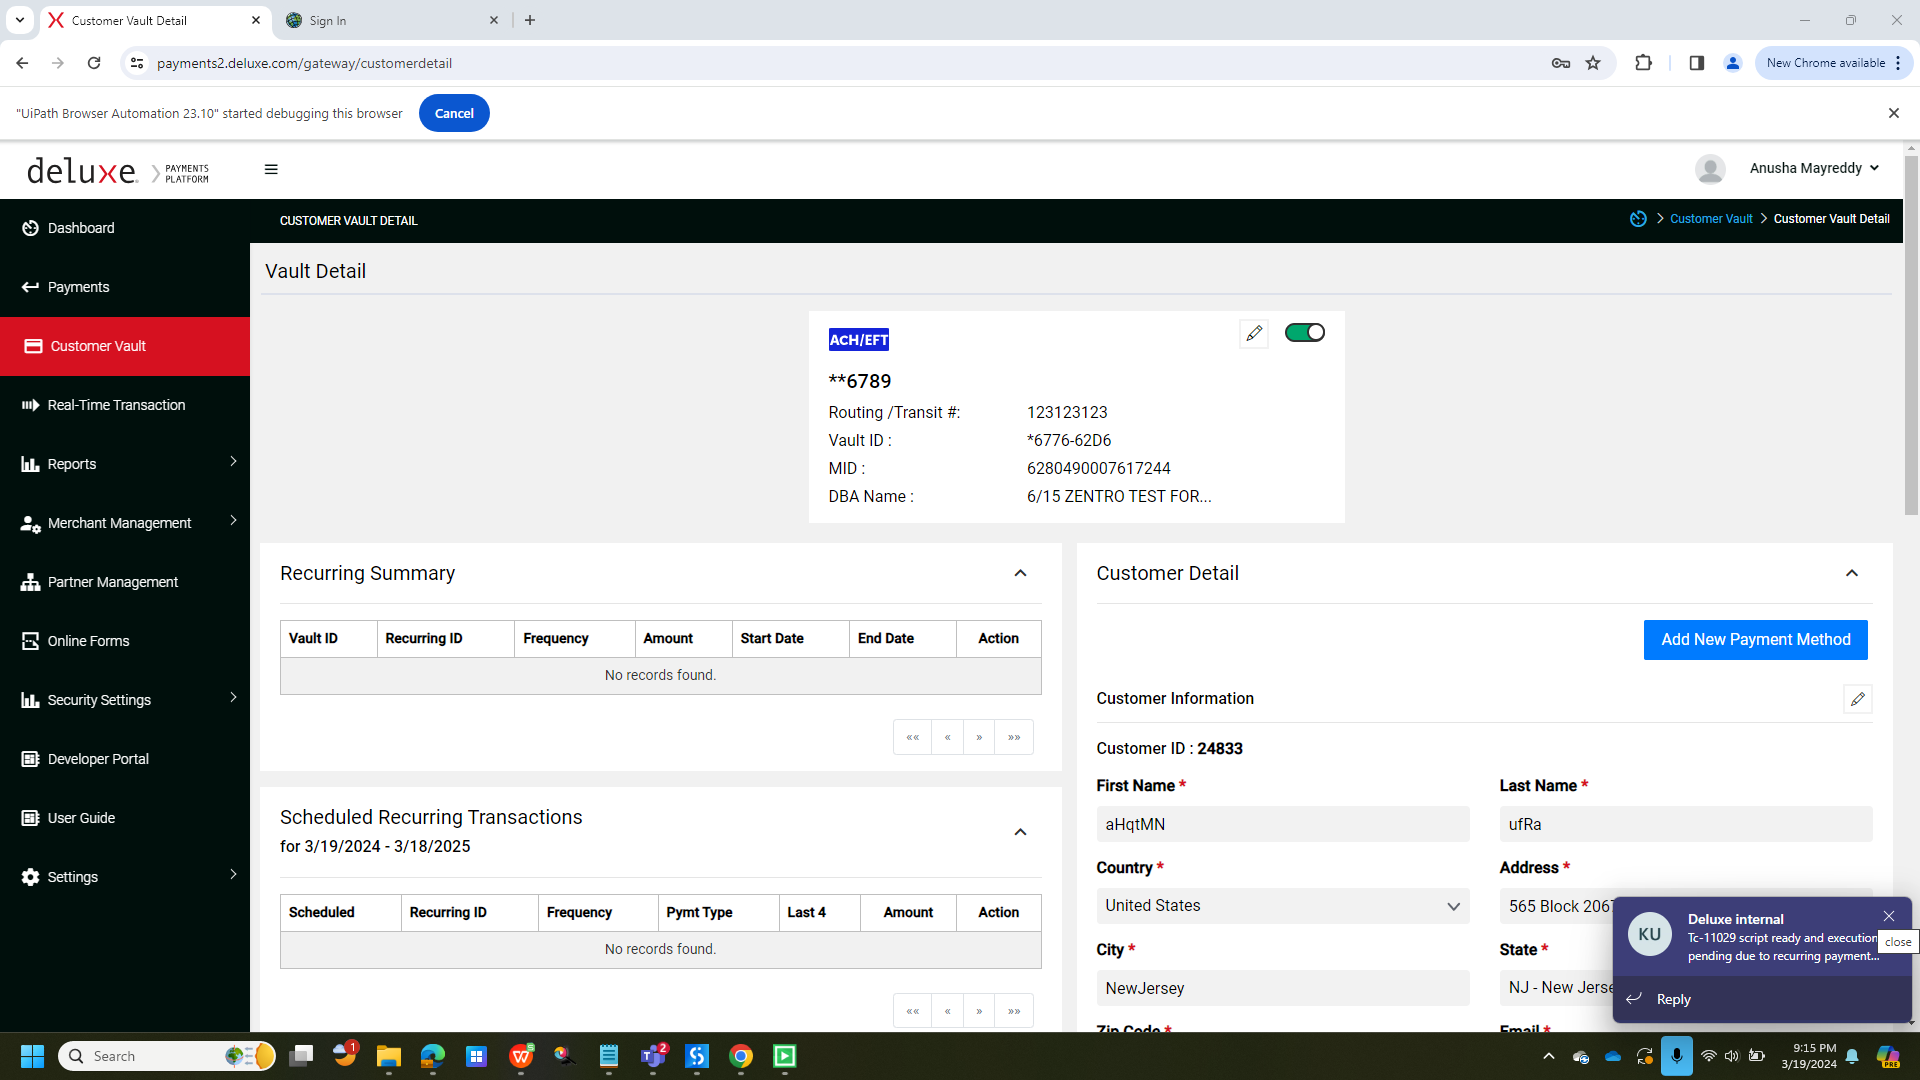 Customer Vault Detail
Sign In
payments2.deluxe.com/gateway/customerdetail
New Chrome available
"UiPath Browser Automation 23.10" started debugging this browser
Cancel
deluxe. PAYMENTS PLATFORM
Anusha Mayreddy
Dashboard
Payments
Customer Vault
Real-Time Transaction
Reports
Merchant Management
Partner Management
Online Forms
Security Settings
Developer Portal
User Guide
Settings
CUSTOMER VAULT DETAIL
Customer Vault > Customer Vault Detail
Vault Detail
ACH/EFT
**6789
Routing /Transit #: 123123123
Vault ID : *6776-62D6
MID : 6280490007617244
DBA Name : 6/15 ZENTRO TEST FOR...
Recurring Summary
Vault ID Recurring ID Frequency Amount Start Date End Date Action
No records found.
«« « » »»
Scheduled Recurring Transactions
for 3/19/2024 - 3/18/2025
Scheduled Recurring ID Frequency Pymt Type Last 4 Amount Action
No records found.
«« « » »»
Customer Detail
Add New Payment Method
Customer Information
Customer ID : 24833
First Name * Last Name *
aHqtMN ufRa
Country * Address *
United States 565 Block 206
City * State *
NewJersey NJ - New Jerse
Zip Code * Email *
KU
Deluxe internal
Tc-11029 script ready and execution
pending due to recurring payment...
close
Reply
Search
1
2
9:15 PM
3/19/2024
PRE